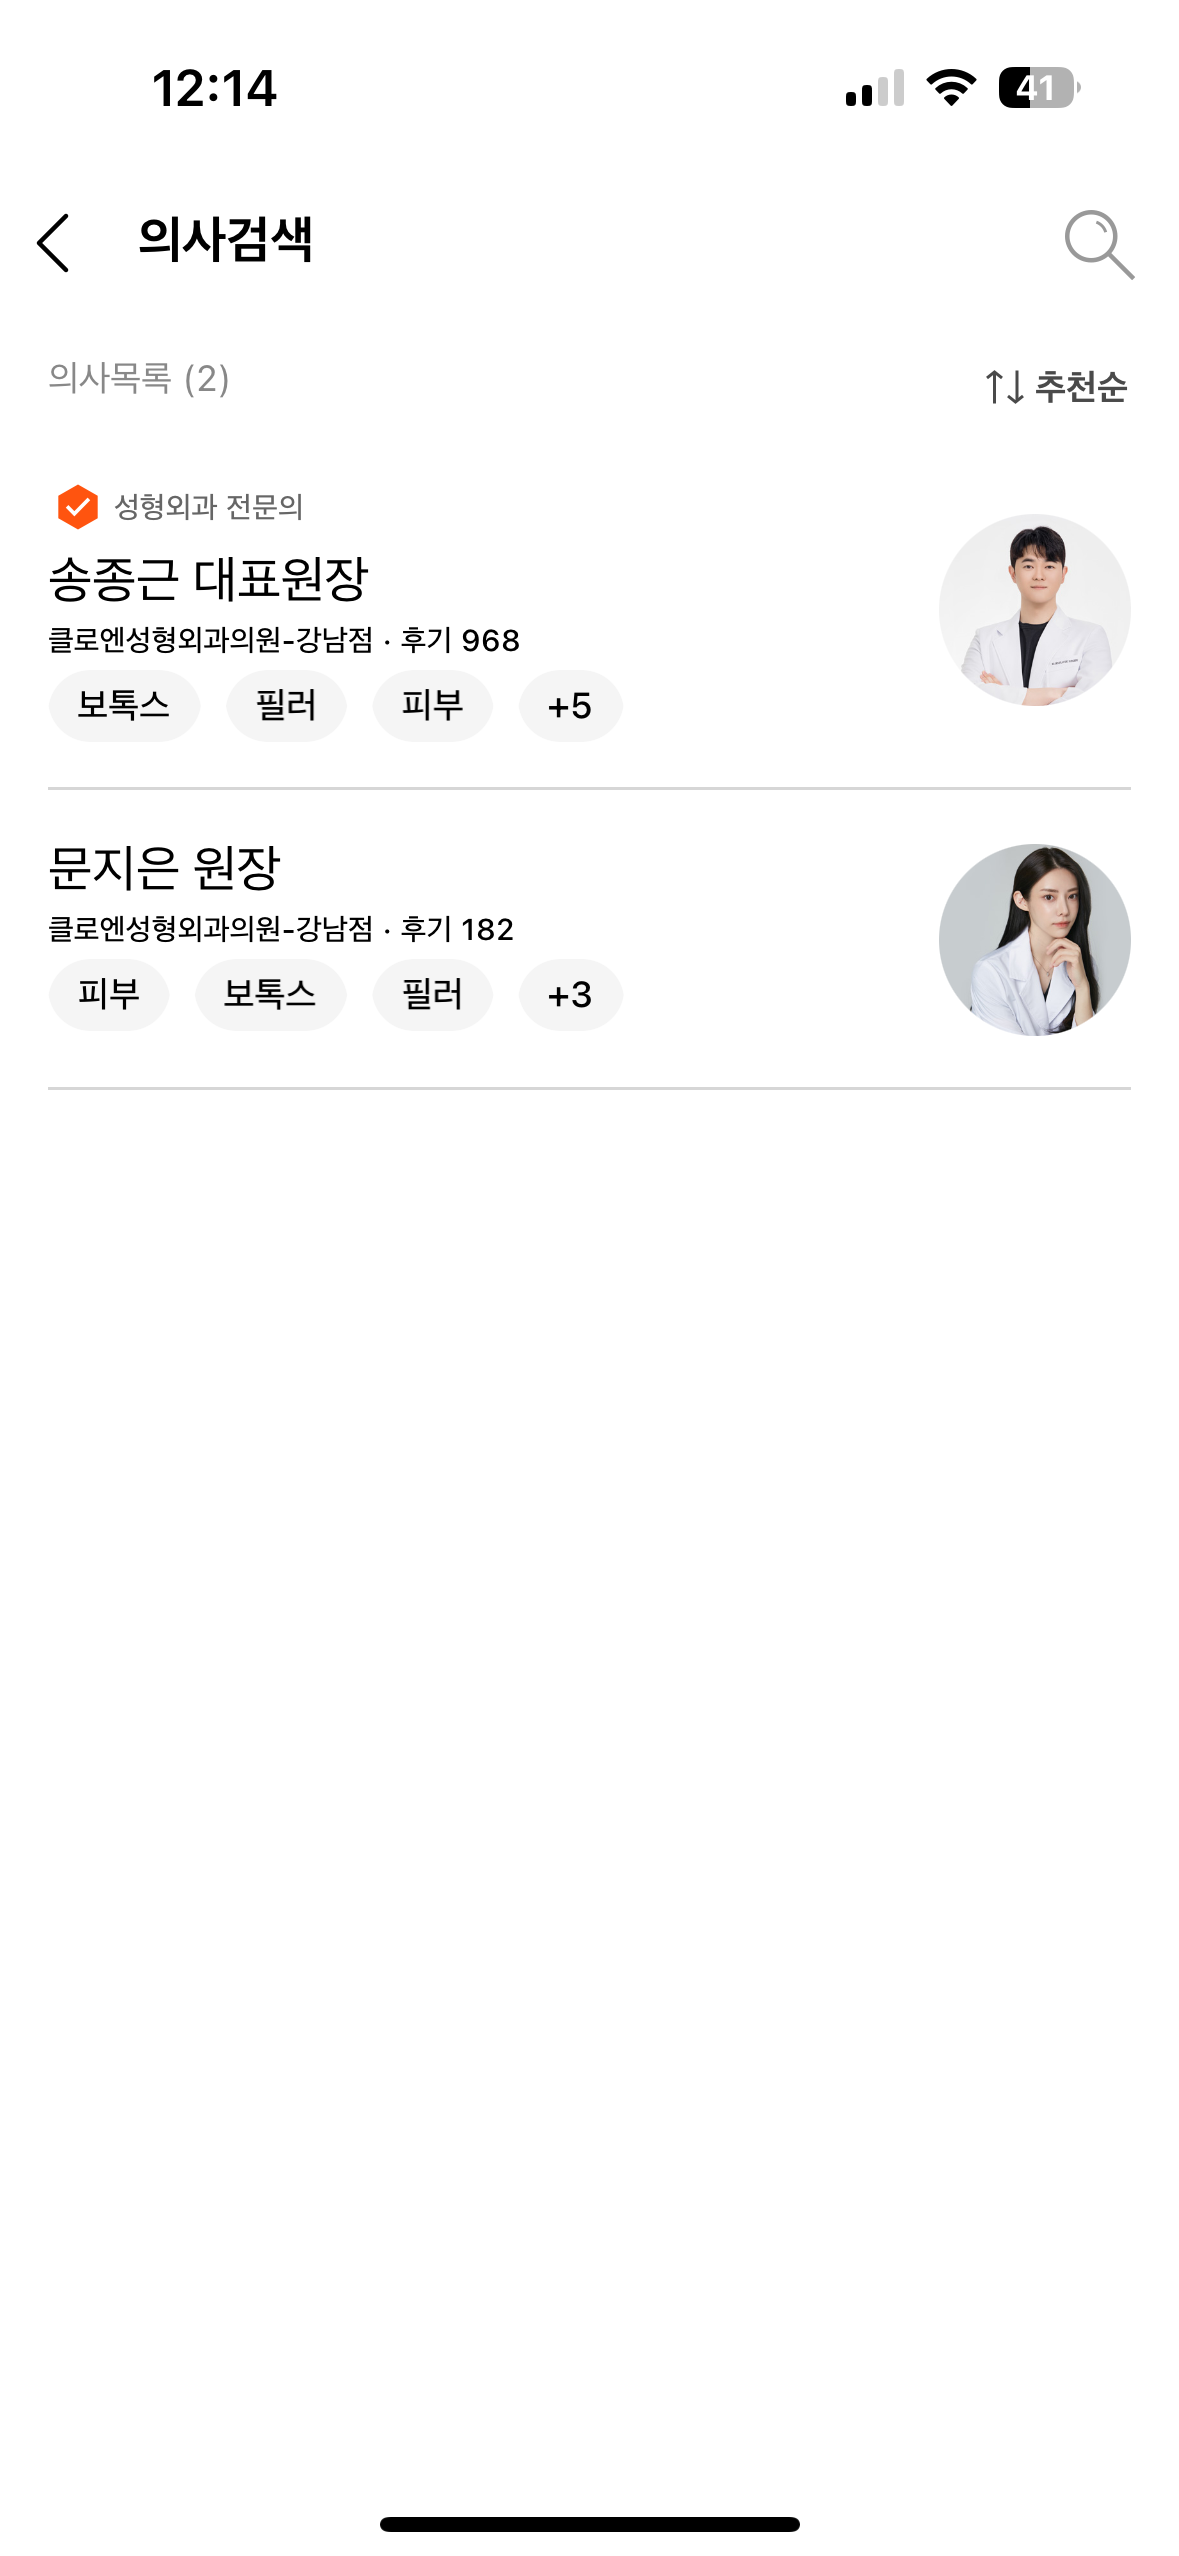 12:14
41
의사검색
의사목록 (2)
↑↓ 추천순
성형외과 전문의
송종근 대표원장
클로엔성형외과의원-강남점 · 후기 968
보톡스 필러 피부 +5
문지은 원장
클로엔성형외과의원-강남점 · 후기 182
피부 보톡스 필러 +3